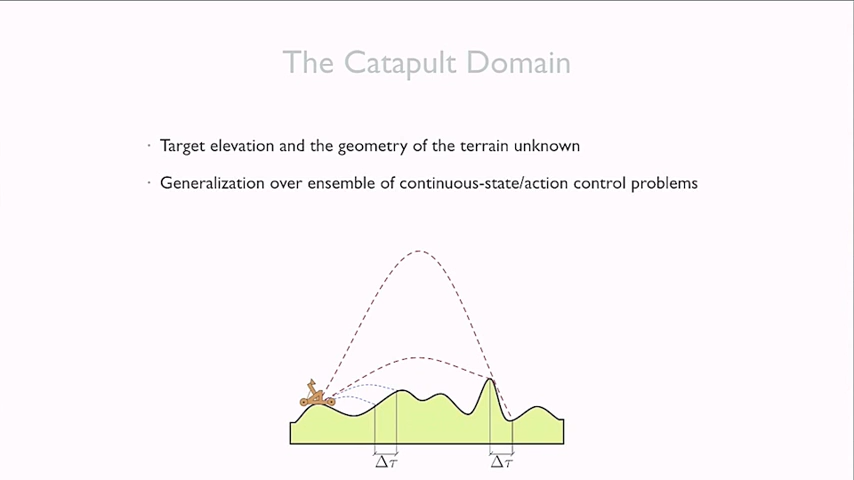 The Catapult Domain
· Target elevation and the geometry of the terrain unknown
· Generalization over ensemble of continuous-state/action control problems
Δτ Δτ